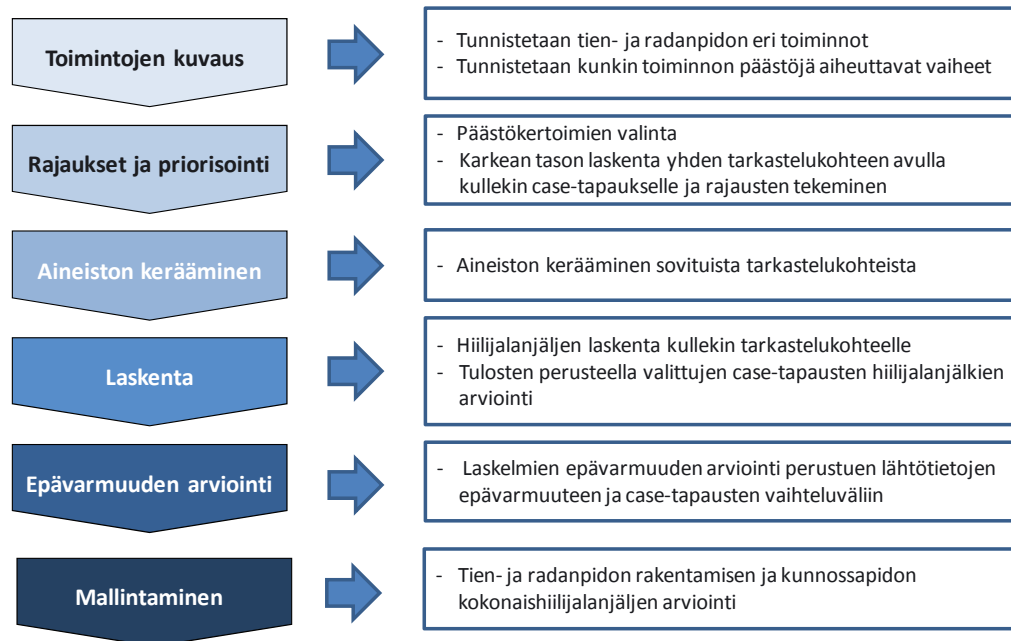 Toimintojen kuvaus
- Tunnistetaan tien- ja radanpidon eri toiminnot
- Tunnistetaan kunkin toiminnon päästöjä aiheuttavat vaiheet
Rajaukset ja priorisointi
- Päästökertoimien valinta
- Karkean tason laskenta yhden tarkastelukohteen avulla
kullekin case-tapaukselle ja rajausten tekeminen
Aineiston kerääminen
- Aineiston kerääminen sovituista tarkastelukohteista
Laskenta
- Hiilijalanjäljen laskenta kullekin tarkastelukohteelle
- Tulosten perusteella valittujen case-tapausten hiilijalanjälkien
arviointi
Epävarmuuden arviointi
- Laskelmien epävarmuuden arviointi perustuen lähtötietojen
epävarmuuteen ja case-tapausten vaihteluväliin
Mallintaminen
- Tien- ja radanpidon rakentamisen ja kunnossapidon
kokonaishiilijalanjäljen arviointi